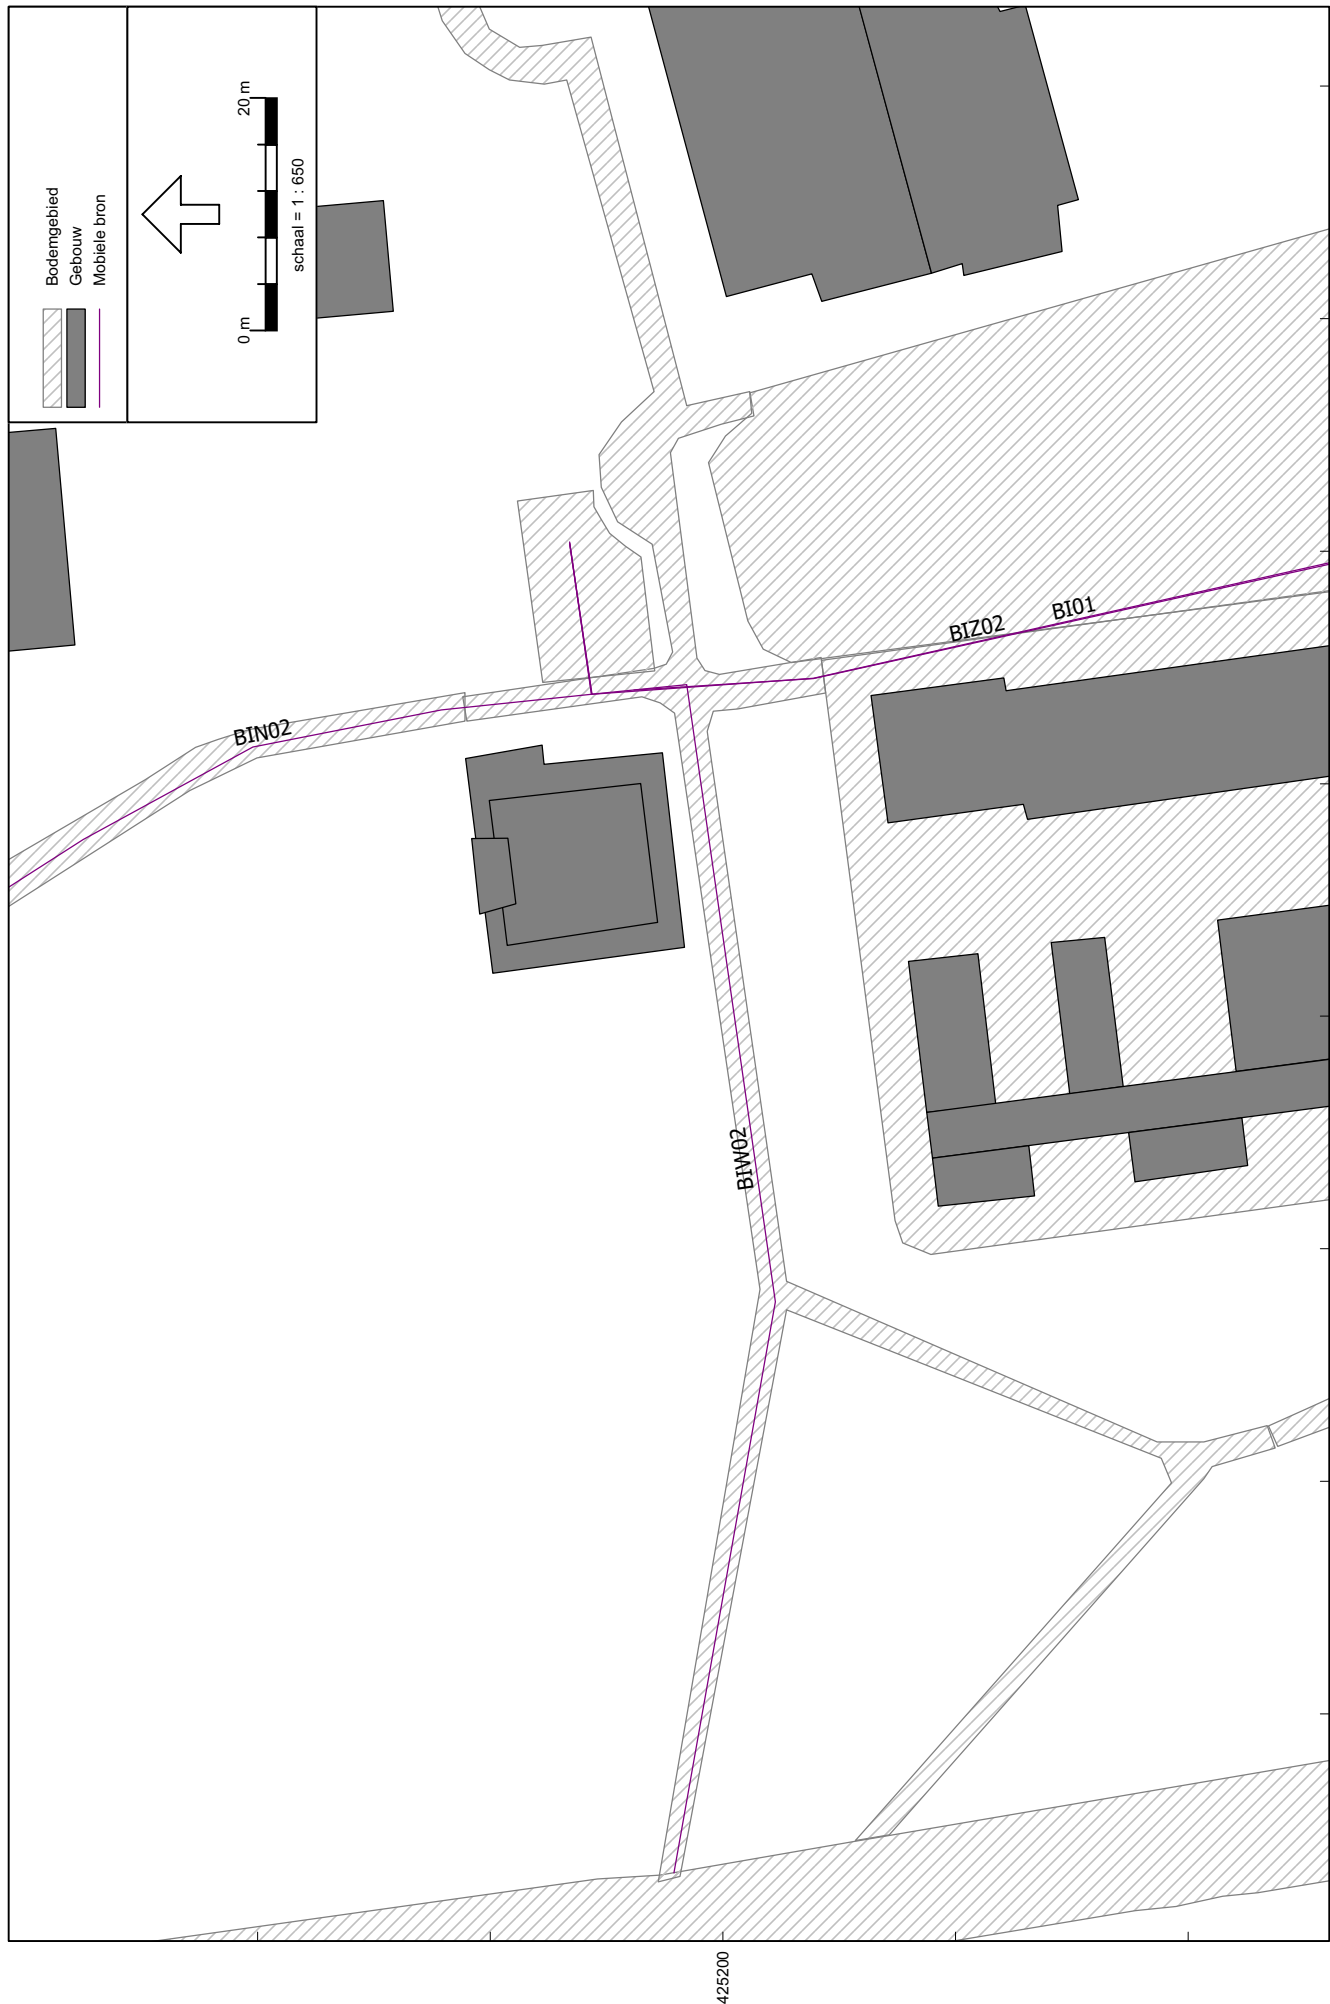 Bodemgebied
Gebouw
Mobiele bron
0 m
20 m
schaal = 1 : 650
BIN02
BIZ02
BI01
BIW02
425200